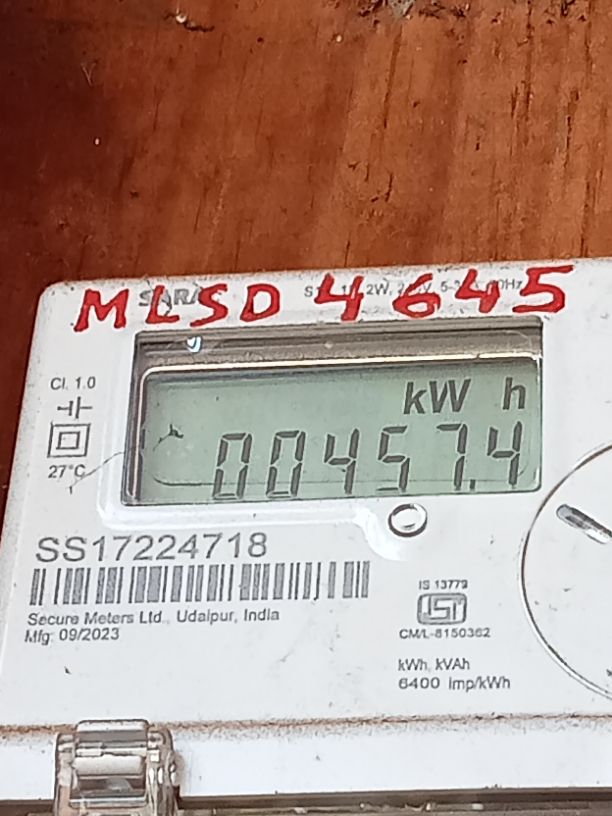 MLSD 4645
kW h
00457.4
Cl. 1.0
27°C
SS17224718
Secure Meters Ltd., Udaipur, India
Mfg: 09/2023
IS 13779
CM/L-8150362
kWh, kVAh
6400 imp/kWh